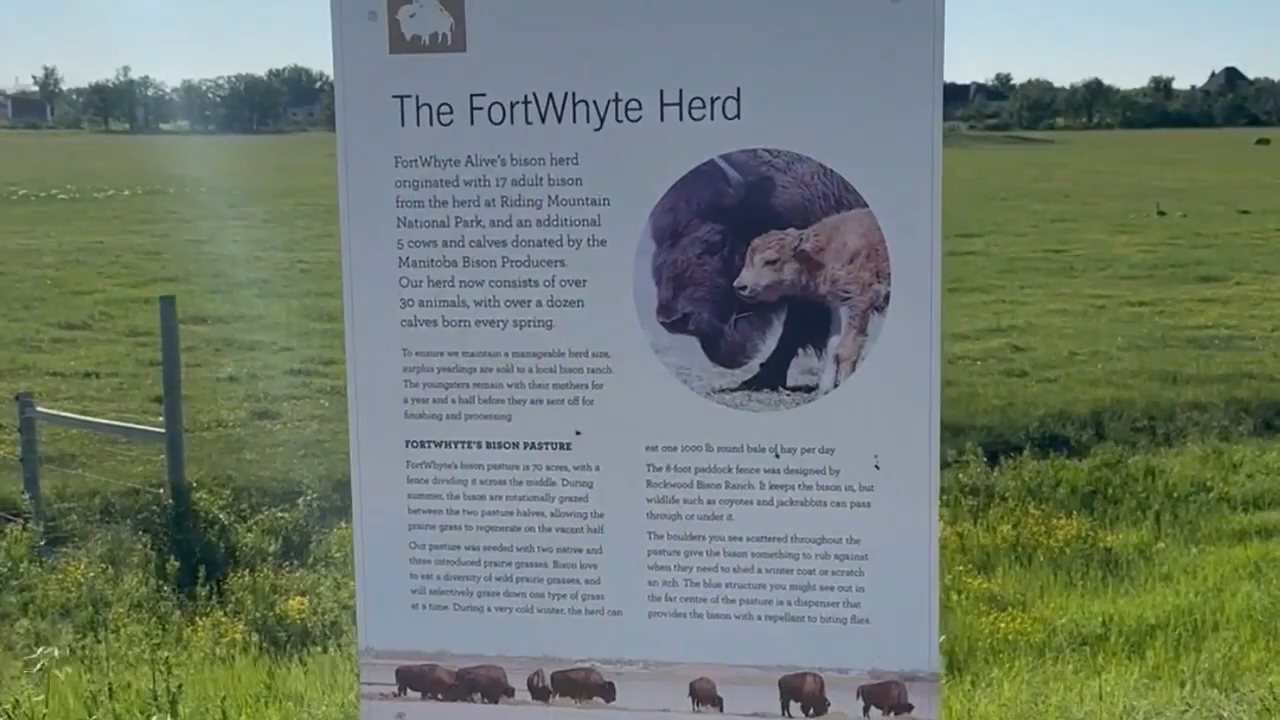 The FortWhyte Herd
FortWhyte Alive's bison herd
originated with 17 adult bison
from the herd at Riding Mountain
National Park, and an additional
5 cows and calves donated by the
Manitoba Bison Producers.
Our herd now consists of over
30 animals, with over a dozen
calves born every spring.
To ensure we maintain a manageable herd size,
surplus yearlings are sold to a local bison ranch.
The youngsters remain with their mothers for
a year and a half before they are sent off for
finishing and processing.
FORTWHYTE'S BISON PASTURE
FortWhyte's bison pasture is 70 acres, with a
fence dividing it across the middle. During
summer, the bison are rotationally grazed
between the two pasture halves, allowing the
prairie grass to regenerate on the vacant half.
Our pasture was seeded with two native and
three introduced prairie grasses. Bison love
to eat a diversity of wild prairie grasses, and
will selectively graze down one type of grass
at a time. During a very cold winter, the herd can
eat one 1000 lb round bale of hay per day
The 8-foot paddock fence was designed by
Rockwood Bison Ranch. It keeps the bison in, but
wildlife such as coyotes and jackrabbits can pass
through or under it.
The boulders you see scattered throughout the
pasture give the bison something to rub against
when they need to shed a winter coat or scratch
an itch. The blue structure you might see out in
the far centre of the pasture is a dispenser that
provides the bison with a repellant to biting flies.